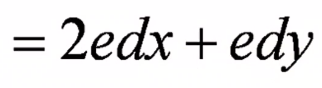 = 2edx + edy